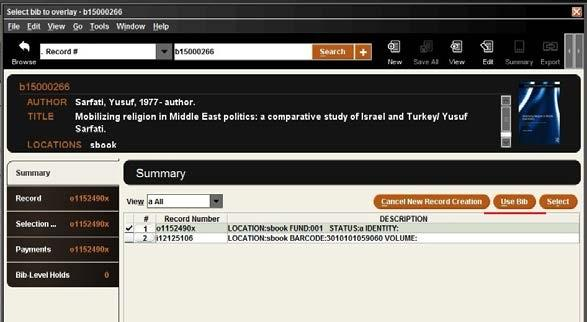 Select bib to overlay - b15000266
File Edit View Go Tools Window Help
Browse . Record # b15000266 Search + New Save All View Edit Summary Export
b15000266
AUTHOR Sarfati, Yusuf, 1977- author.
TITLE Mobilizing religion in Middle East politics: a comparative study of Israel and Turkey/ Yusuf
Sarfati.
LOCATIONS sbook
Summary
Summary
Record o1152490x
View a All Cancel New Record Creation Use Bib Select
Selection ... o1152490x
# Record Number DESCRIPTION
1 o1152490x LOCATION:sbook FUND:001 STATUS:a IDENTITY:
2 i12125106 LOCATION:sbook BARCODE:3010101059060 VOLUME:
Payments o1152490x
Bib-Level Holds 0